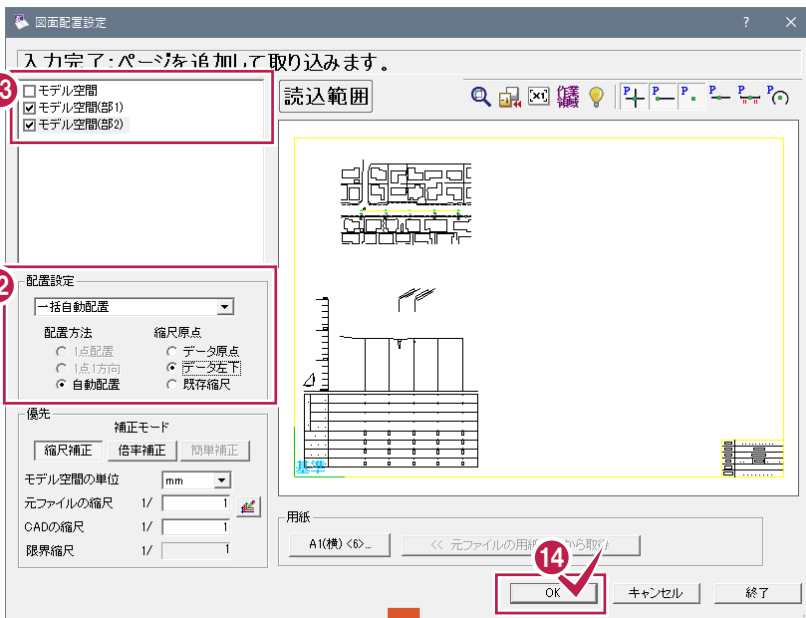 図面配置設定
? ×
入力完了:ページを追加して取り込みます。
3
モデル空間
モデル空間(部1)
モデル空間(部2)
読込範囲
作業領域
P P P P P P
2
配置設定
一括自動配置
配置方法 縮尺原点
1点配置 データ原点
1点1方向 データ左下
自動配置 既存縮尺
基準
優先
補正モード
縮尺補正 倍率補正 簡単補正
モデル空間の単位 mm
元ファイルの縮尺 1/ 1
CADの縮尺 1/ 1
限界縮尺 1/ 1
用紙
A1(横) <6>...
<< 元ファイルの用紙 から取得
14
OK キャンセル 終了